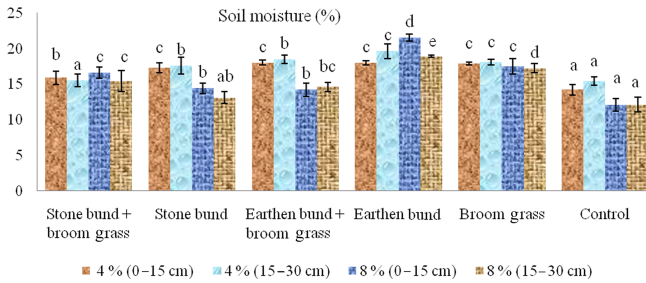 Soil moisture (%)
25
20
15
10
5
0
b a b b
c b b ab
c b b bc
c c d e
c c c d
a a a a
Stone bund + broom grass
Stone bund
Earthen bund + broom grass
Earthen bund
Broom grass
Control
4 % (0–15 cm) 4 % (15–30 cm) 8 % (0–15 cm) 8 % (15–30 cm)